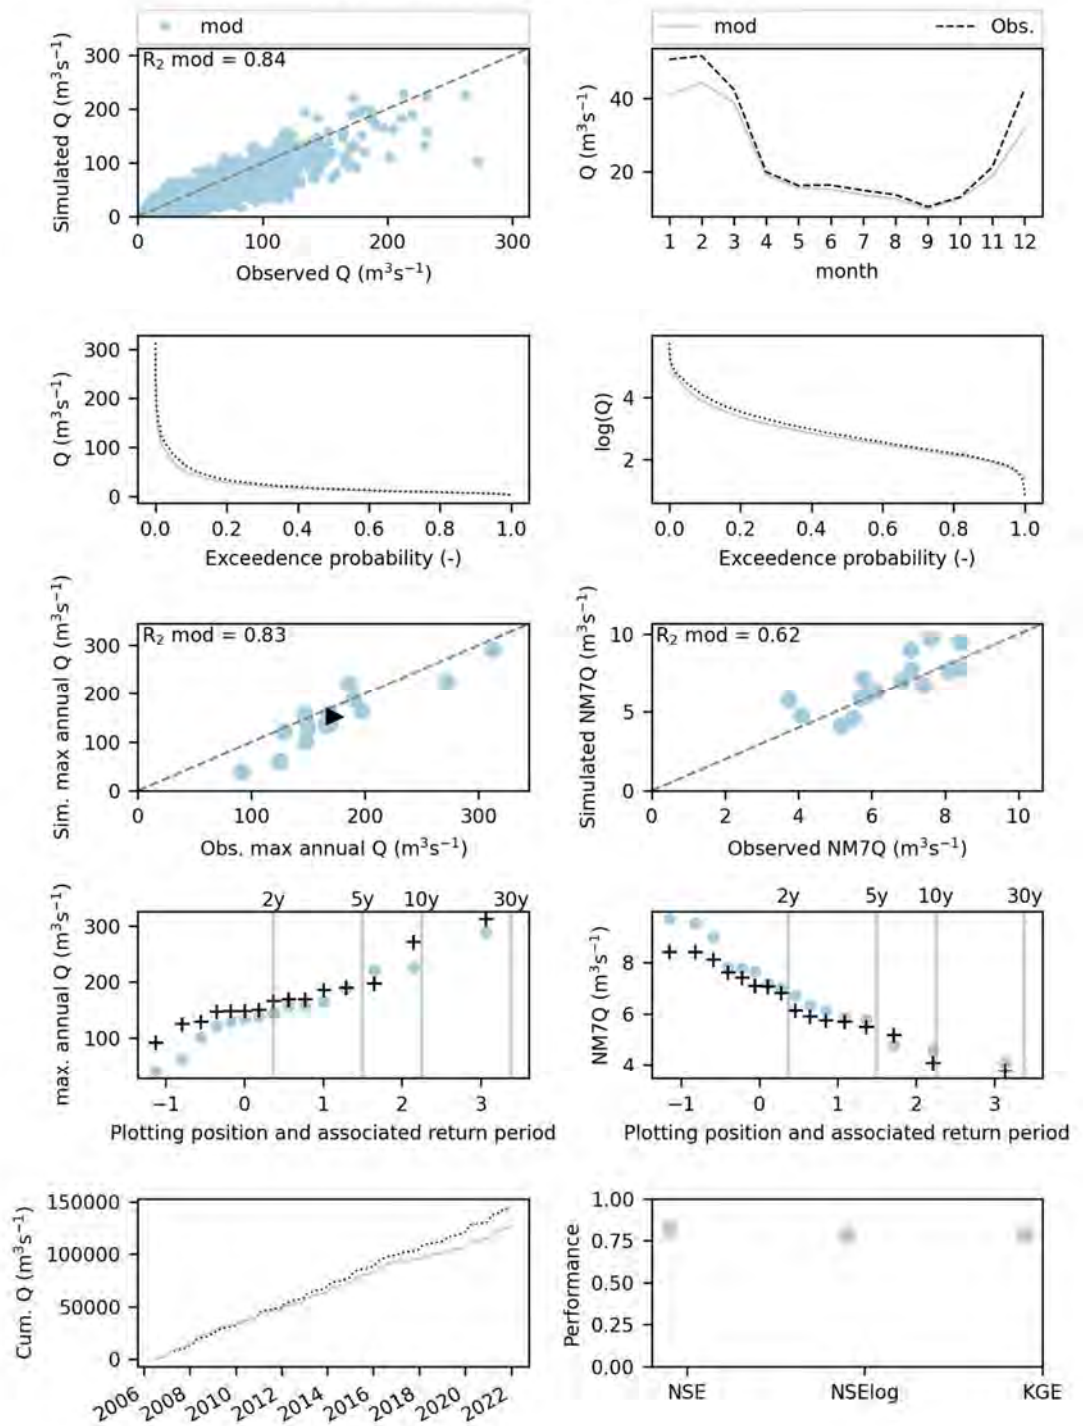 mod
R₂ mod = 0.84
Simulated Q (m³s⁻¹)
300
200
100
0
0 100 200 300
Observed Q (m³s⁻¹)
mod Obs.
Q (m³s⁻¹)
40
20
1 2 3 4 5 6 7 8 9 10 11 12
month
Q (m³s⁻¹)
300
200
100
0
0.0 0.2 0.4 0.6 0.8 1.0
Exceedence probability (-)
log(Q)
4
2
0.0 0.2 0.4 0.6 0.8 1.0
Exceedence probability (-)
Sim. max annual Q (m³s⁻¹)
R₂ mod = 0.83
300
200
100
0
0 100 200 300
Obs. max annual Q (m³s⁻¹)
Simulated NM7Q (m³s⁻¹)
R₂ mod = 0.62
10
5
0
0 2 4 6 8 10
Observed NM7Q (m³s⁻¹)
max. annual Q (m³s⁻¹)
2y 5y 10y 30y
300
200
100
−1 0 1 2 3
Plotting position and associated return period
NM7Q (m³s⁻¹)
2y 5y 10y 30y
8
6
4
−1 0 1 2 3
Plotting position and associated return period
Cum. Q (m³s⁻¹)
150000
100000
50000
0
2006 2008 2010 2012 2014 2016 2018 2020 2022
Performance
1.00
0.75
0.50
0.25
0.00
NSE NSElog KGE